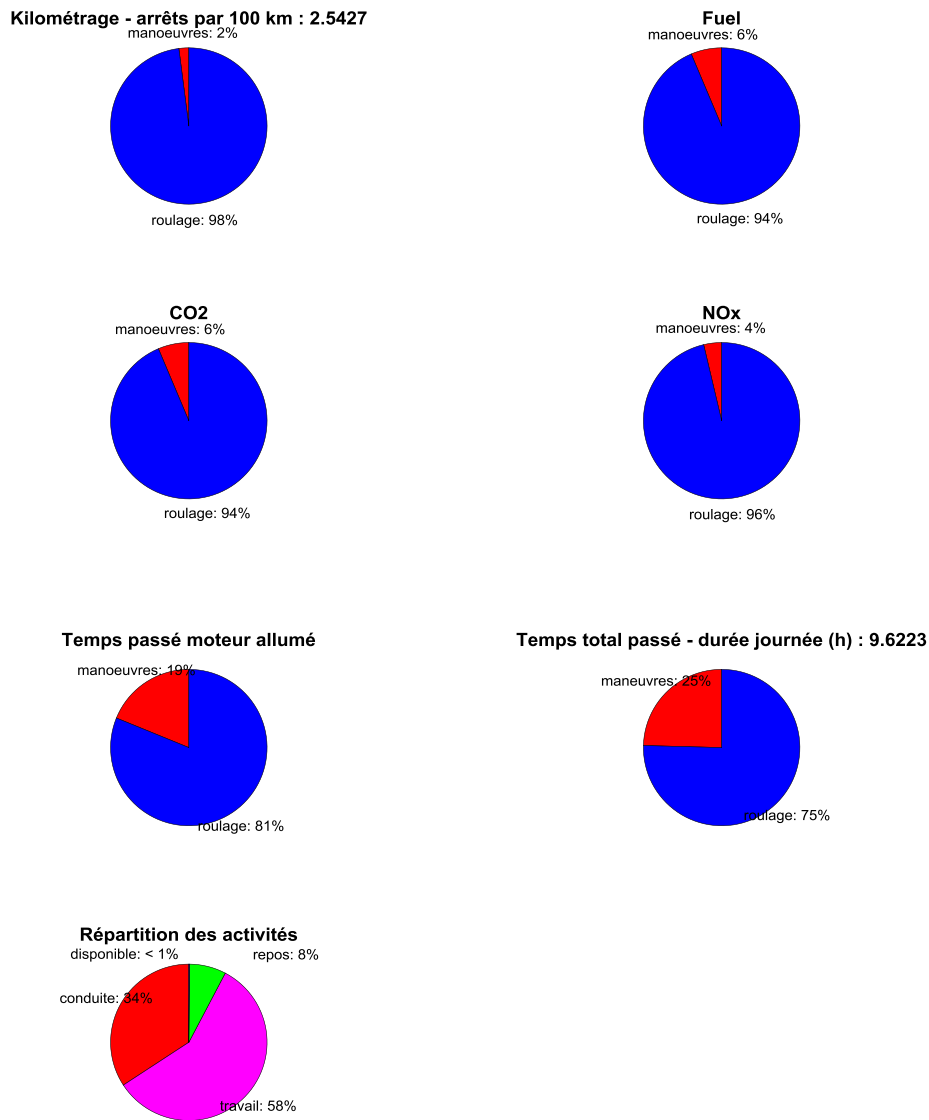 Kilométrage - arrêts par 100 km : 2.5427
manoeuvres: 2%
roulage: 98%
Fuel
manoeuvres: 6%
roulage: 94%
CO2
manoeuvres: 6%
roulage: 94%
NOx
manoeuvres: 4%
roulage: 96%
Temps passé moteur allumé
manoeuvres: 19%
roulage: 81%
Temps total passé - durée journée (h) : 9.6223
maneuvres: 25%
roulage: 75%
Répartition des activités
disponible: < 1%
repos: 8%
conduite: 34%
travail: 58%